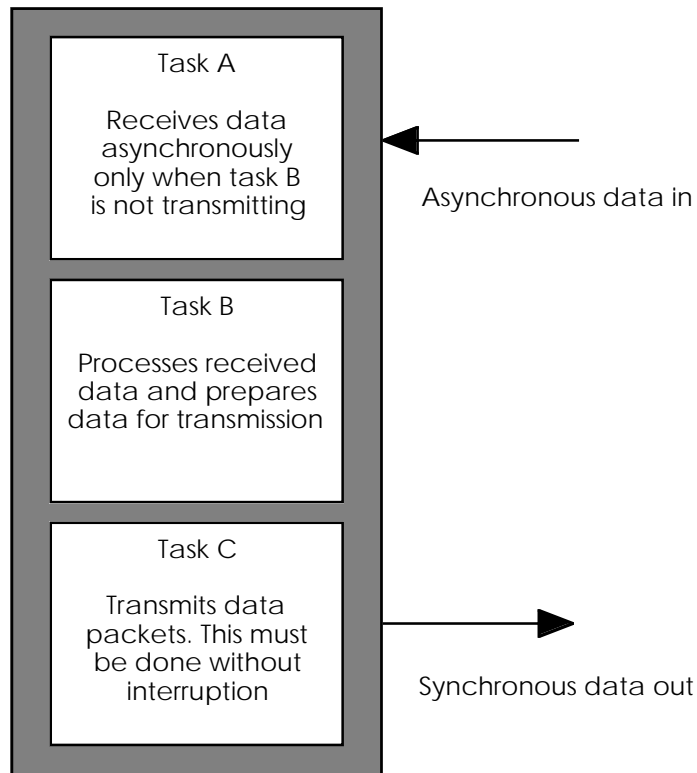 Task A
Receives data
asynchronously
only when task B
is not transmitting
Asynchronous data in
Task B
Processes received
data and prepares
data for transmission
Task C
Transmits data
packets. This must
be done without
interruption
Synchronous data out